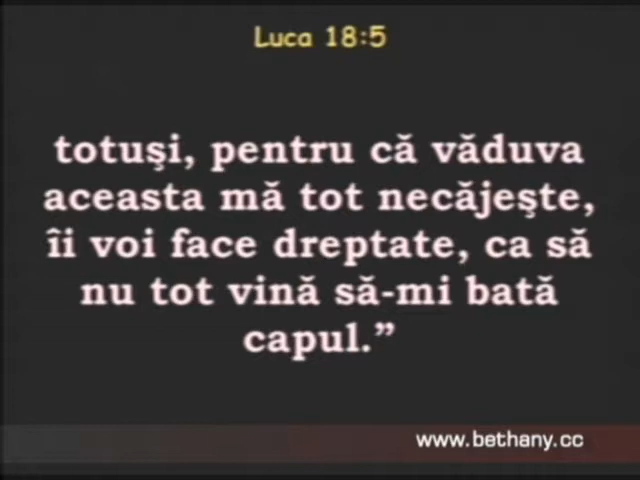 Luca 18:5
totuşi, pentru că văduva
aceasta mă tot necăjeşte,
îi voi face dreptate, ca să
nu tot vină să-mi bată
capul.”
www.bethany.cc